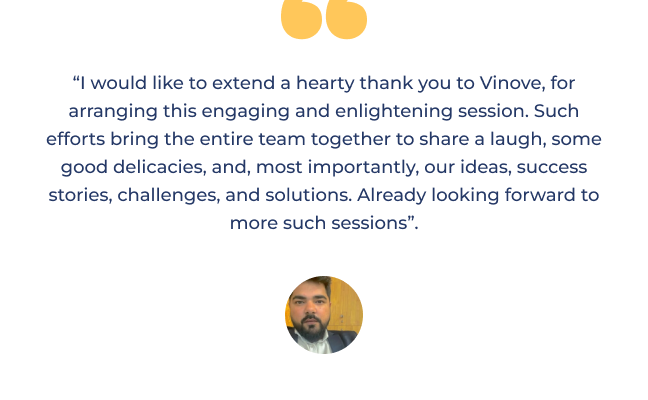 “I would like to extend a hearty thank you to Vinove, for
arranging this engaging and enlightening session. Such
efforts bring the entire team together to share a laugh, some
good delicacies, and, most importantly, our ideas, success
stories, challenges, and solutions. Already looking forward to
more such sessions”.